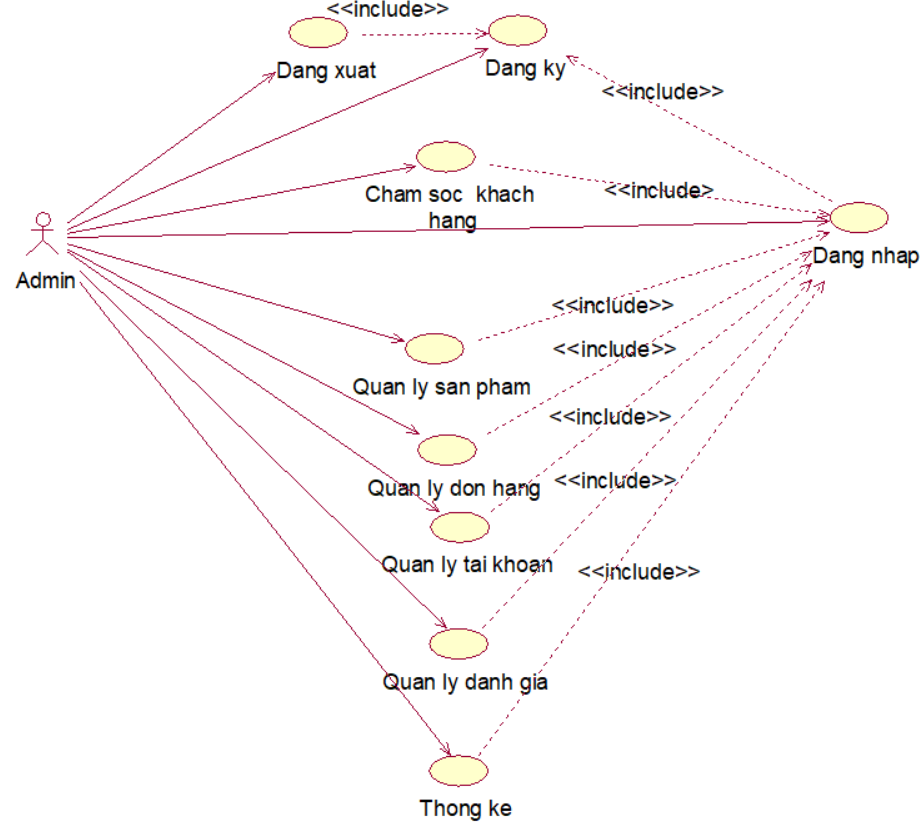 <<include>>
Dang xuat
Dang ky
<<include>>
Cham soc khach
hang
<<include>
Admin
Dang nhap
<<include>>
<<include>>
Quan ly san pham
<<include>>
Quan ly don hang
<<include>>
Quan ly tai khoan
<<include>>
Quan ly danh gia
Thong ke